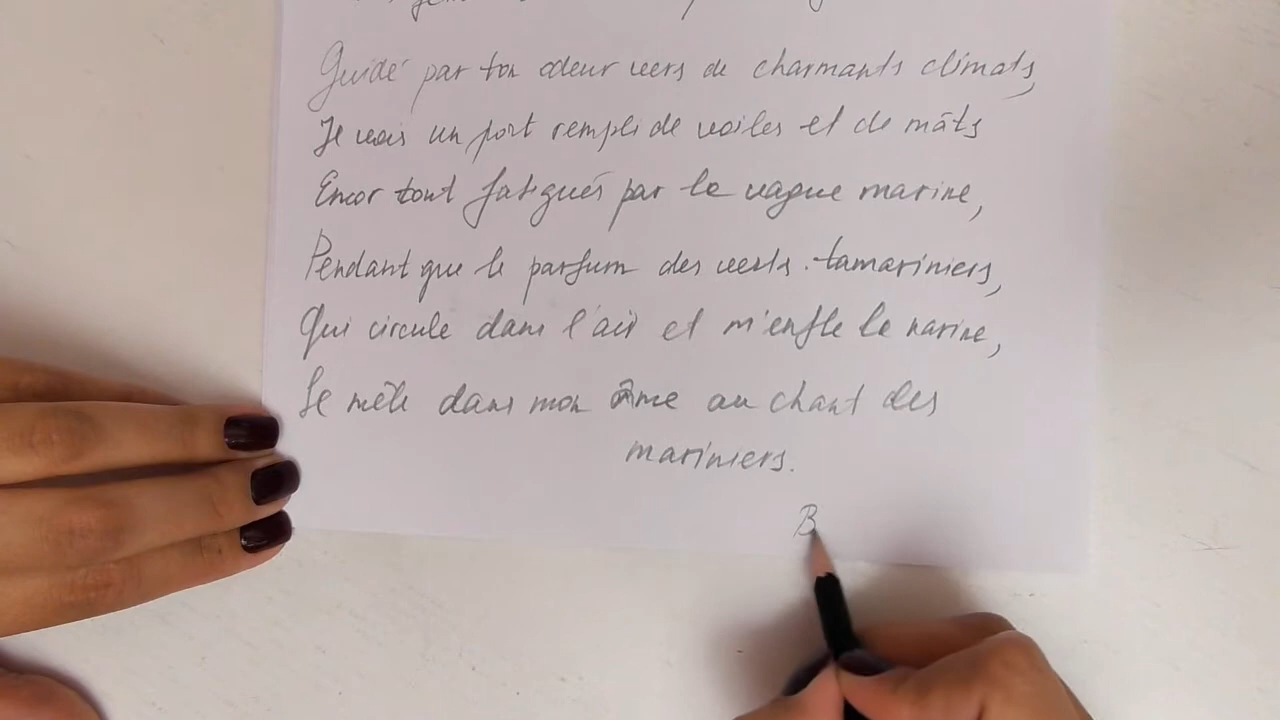 Guidé par ton odeur vers de charmants climats,
Je vois un port rempli de voiles et de mâts
Encor tout fatigués par la vague marine,
Pendant que le parfum des verts tamariniers,
Qui circule dans l'air et m'enfle la narine,
Se mêle dans mon âme au chant des
mariniers.
B